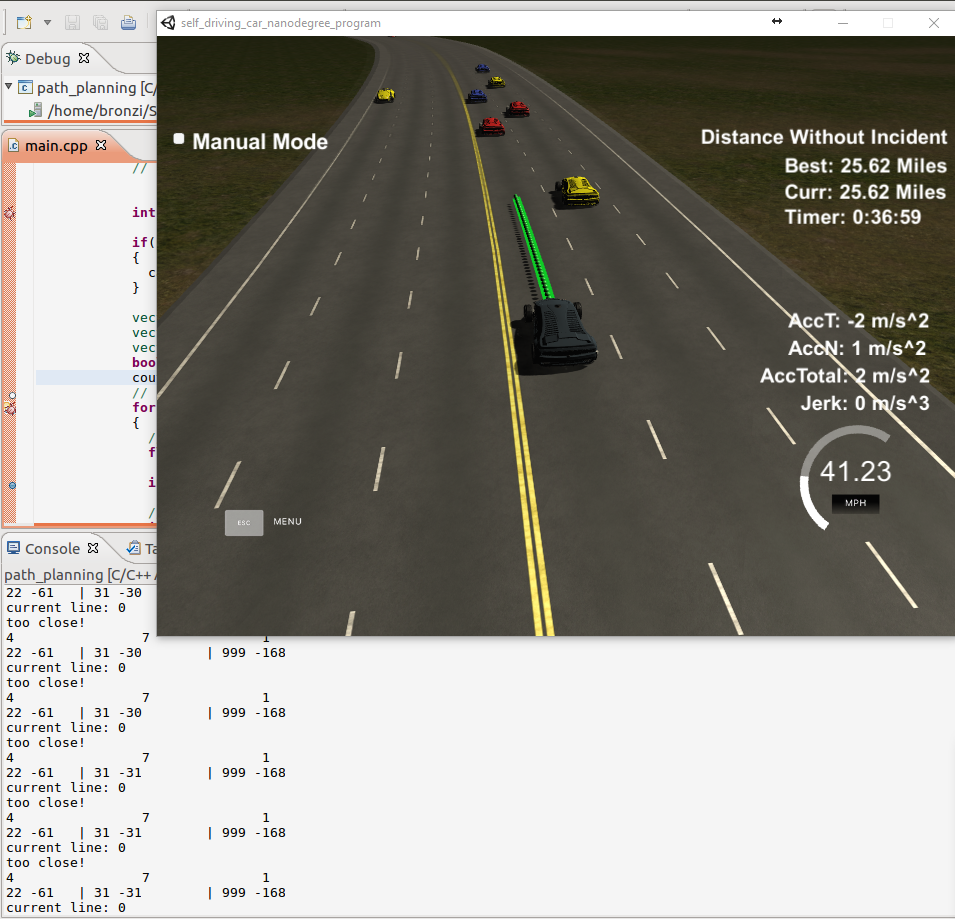 self_driving_car_nanodegree_program
Debug
path_planning [C/
/home/bronzi/S
main.cpp
//
int
if(
{
c
}
vec
vec
vec
boo
cou
//
for
{
//
f
i
//
Manual Mode
Distance Without Incident
Best: 25.62 Miles
Curr: 25.62 Miles
Timer: 0:36:59
AccT: -2 m/s^2
AccN: 1 m/s^2
AccTotal: 2 m/s^2
Jerk: 0 m/s^3
41.23
MPH
ESC MENU
Console Ta
path_planning [C/C++ A
22 -61 | 31 -30
current line: 0
too close!
4 7 1
22 -61 | 31 -30 | 999 -168
current line: 0
too close!
4 7 1
22 -61 | 31 -30 | 999 -168
current line: 0
too close!
4 7 1
22 -61 | 31 -31 | 999 -168
current line: 0
too close!
4 7 1
22 -61 | 31 -31 | 999 -168
current line: 0
too close!
4 7 1
22 -61 | 31 -31 | 999 -168
current line: 0